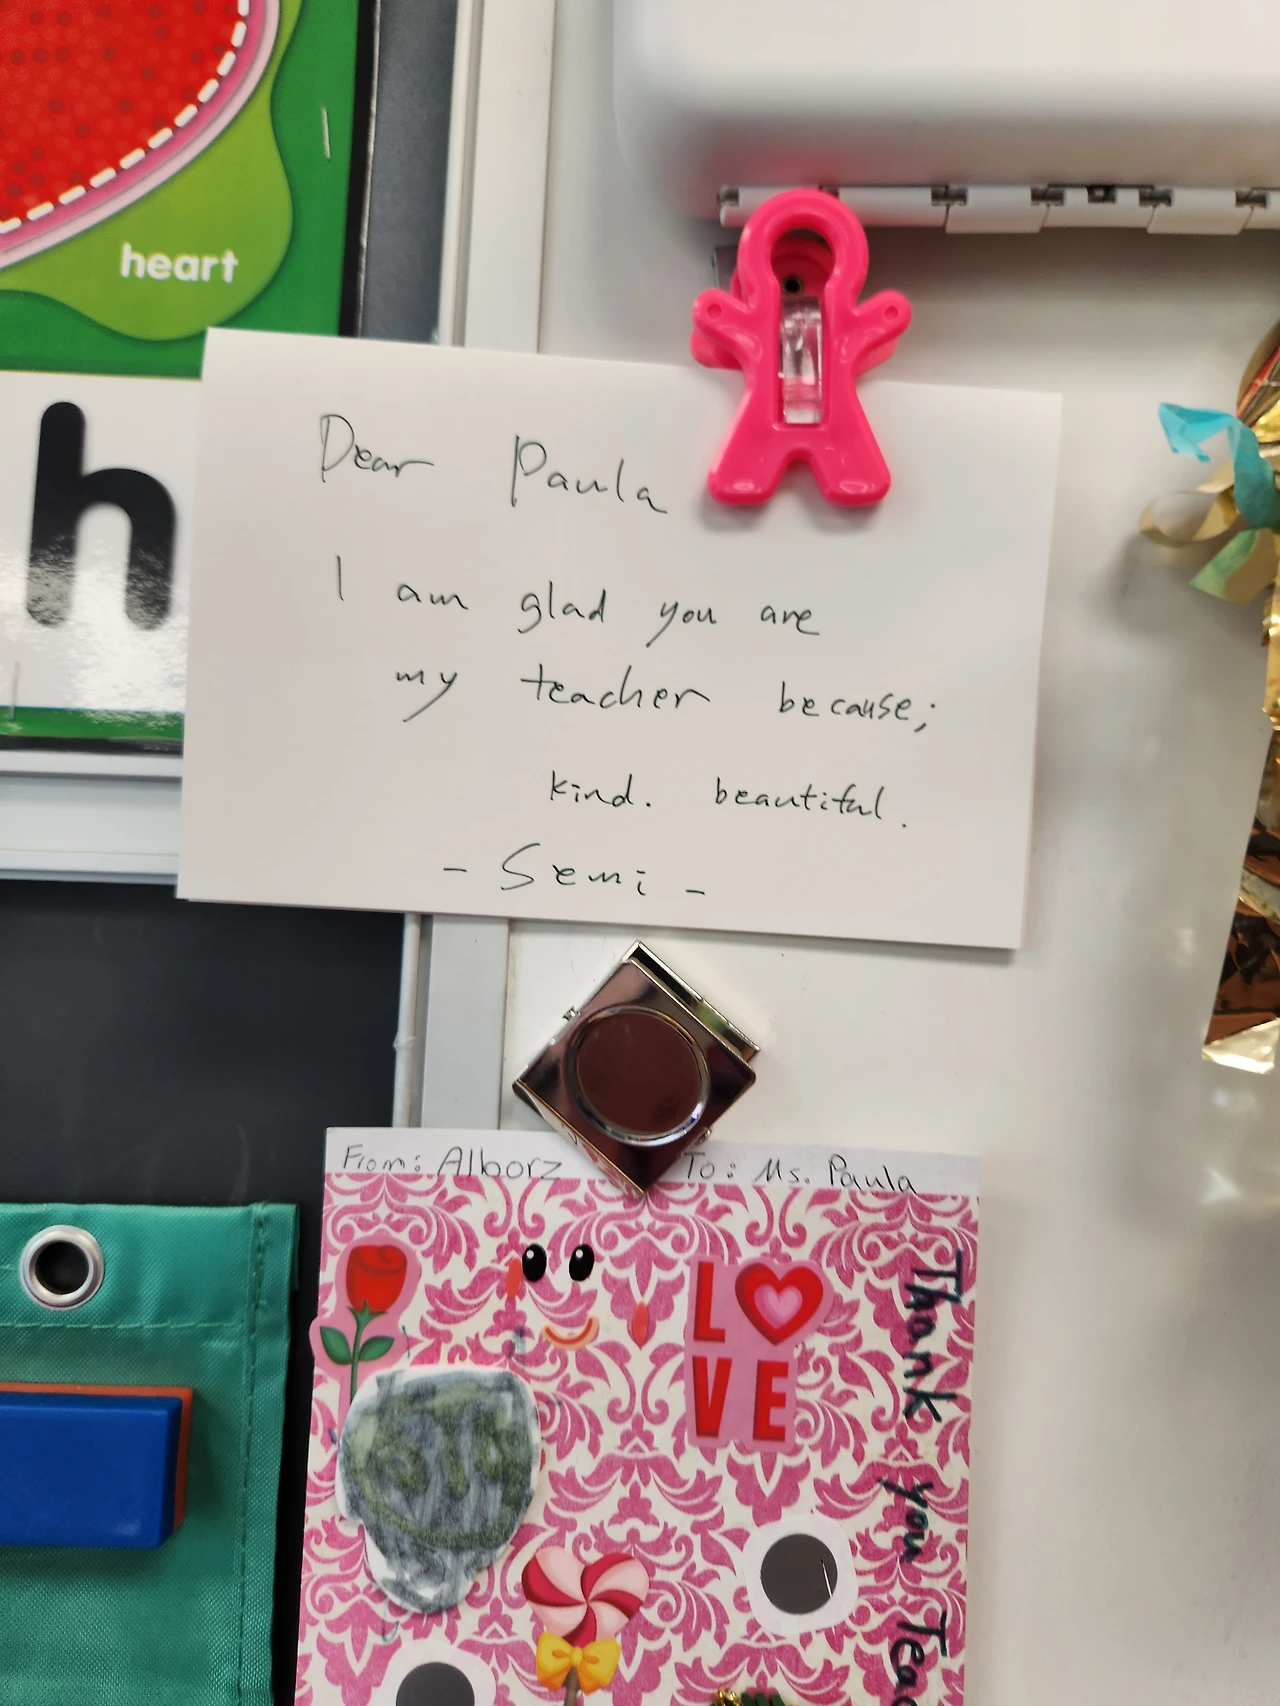 heart
h
Dear Paula
I am glad you are
my teacher because;
kind. beautiful.
- Semi -
From: Alborz To: Ms. Paula
LOVE
Thank you